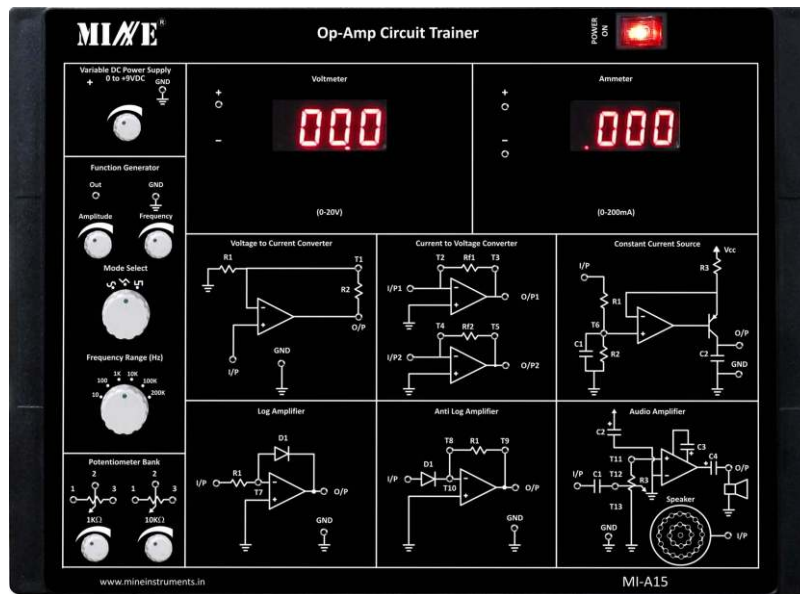 MINE®
Op-Amp Circuit Trainer
POWER ON
Variable DC Power Supply
0 to +9VDC
+
GND
Voltmeter
+
-
00.0
(0-20V)
Ammeter
+
-
.000
(0-200mA)
Function Generator
Out
GND
Amplitude
Frequency
Mode Select
Frequency Range (Hz)
1K 10K
100 100K
10 200K
Potentiometer Bank
2 2
1 3 1 3
1KΩ 10KΩ
Voltage to Current Converter
R1
T1
R2
-
+
O/P
I/P
GND
Current to Voltage Converter
T2 Rf1 T3
I/P1
-
+
O/P1
T4 Rf2 T5
I/P2
-
+
O/P2
Constant Current Source
Vcc
I/P
R3
R1
-
T6
+
O/P
C1
R2
C2
GND
Log Amplifier
D1
R1
I/P
T7
-
+
O/P
GND
Anti Log Amplifier
T8 R1 T9
D1
I/P
T10
-
+
O/P
GND
Audio Amplifier
+
C2
C3
+
T11
+
-
+
C4
O/P
I/P
C1
T12
R3
T13
Speaker
GND
I/P
www.mineinstruments.in
MI-A15